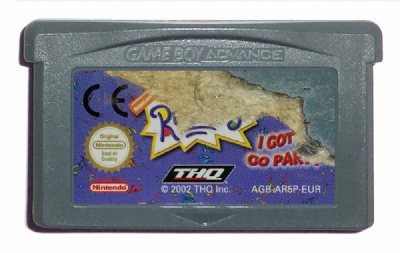 GAME BOY ADVANCE
CE
Original
Nintendo
Seal of
Quality
I GOT
GO
Nintendo
THQ
© 2002 THQ Inc.
AGB-AR5P-EUR